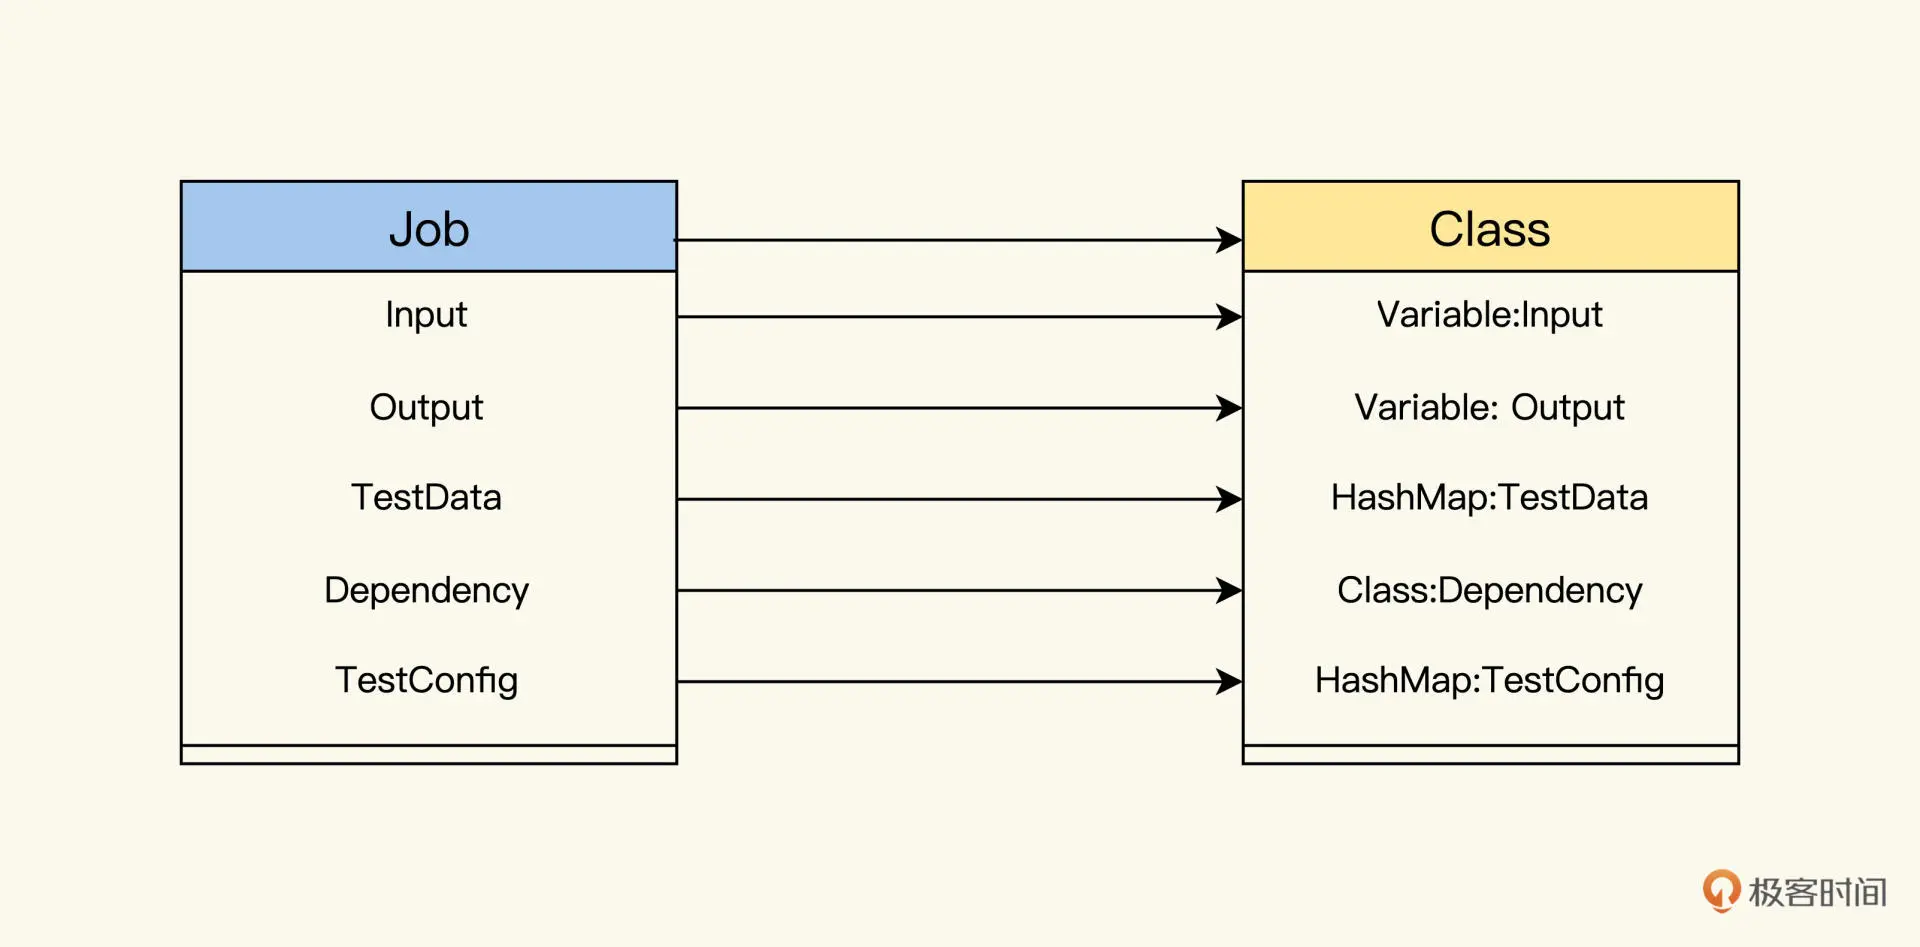 Job
Class
Input
Variable:Input
Output
Variable: Output
TestData
HashMap:TestData
Dependency
Class:Dependency
TestConfig
HashMap:TestConfig
极客时间